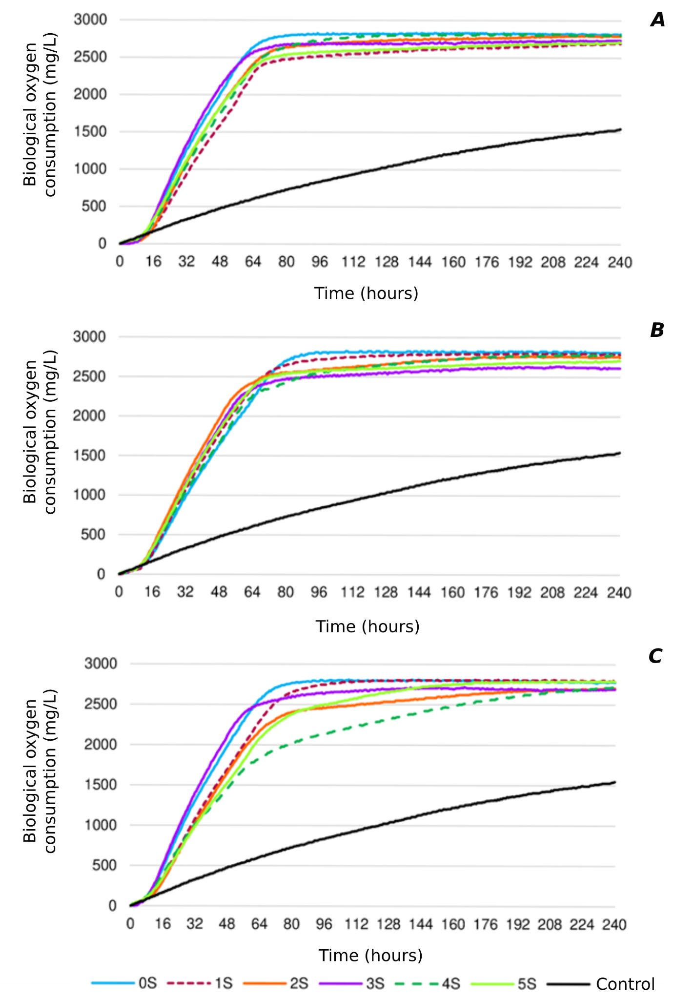 A
Biological oxygen
consumption (mg/L)
3000
2500
2000
1500
1000
500
0
0 16 32 48 64 80 96 112 128 144 160 176 192 208 224 240
Time (hours)
B
Biological oxygen
consumption (mg/L)
3000
2500
2000
1500
1000
500
0
0 16 32 48 64 80 96 112 128 144 160 176 192 208 224 240
Time (hours)
C
Biological oxygen
consumption (mg/L)
3000
2500
2000
1500
1000
500
0
0 16 32 48 64 80 96 112 128 144 160 176 192 208 224 240
Time (hours)
0S 1S 2S 3S 4S 5S Control